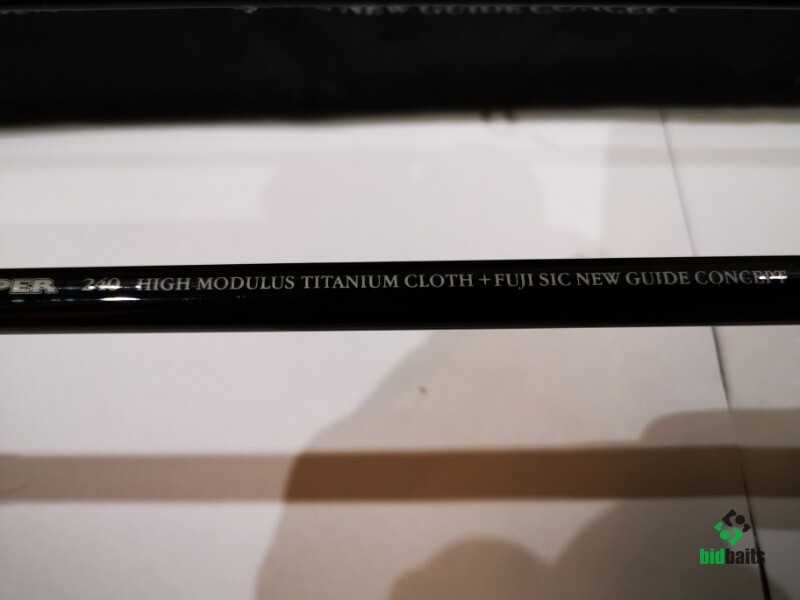 NEW GUIDE CONCEPT
PER 240 HIGH MODULUS TITANIUM CLOTH + FUJI SIC NEW GUIDE CONCEPT
bidbaits